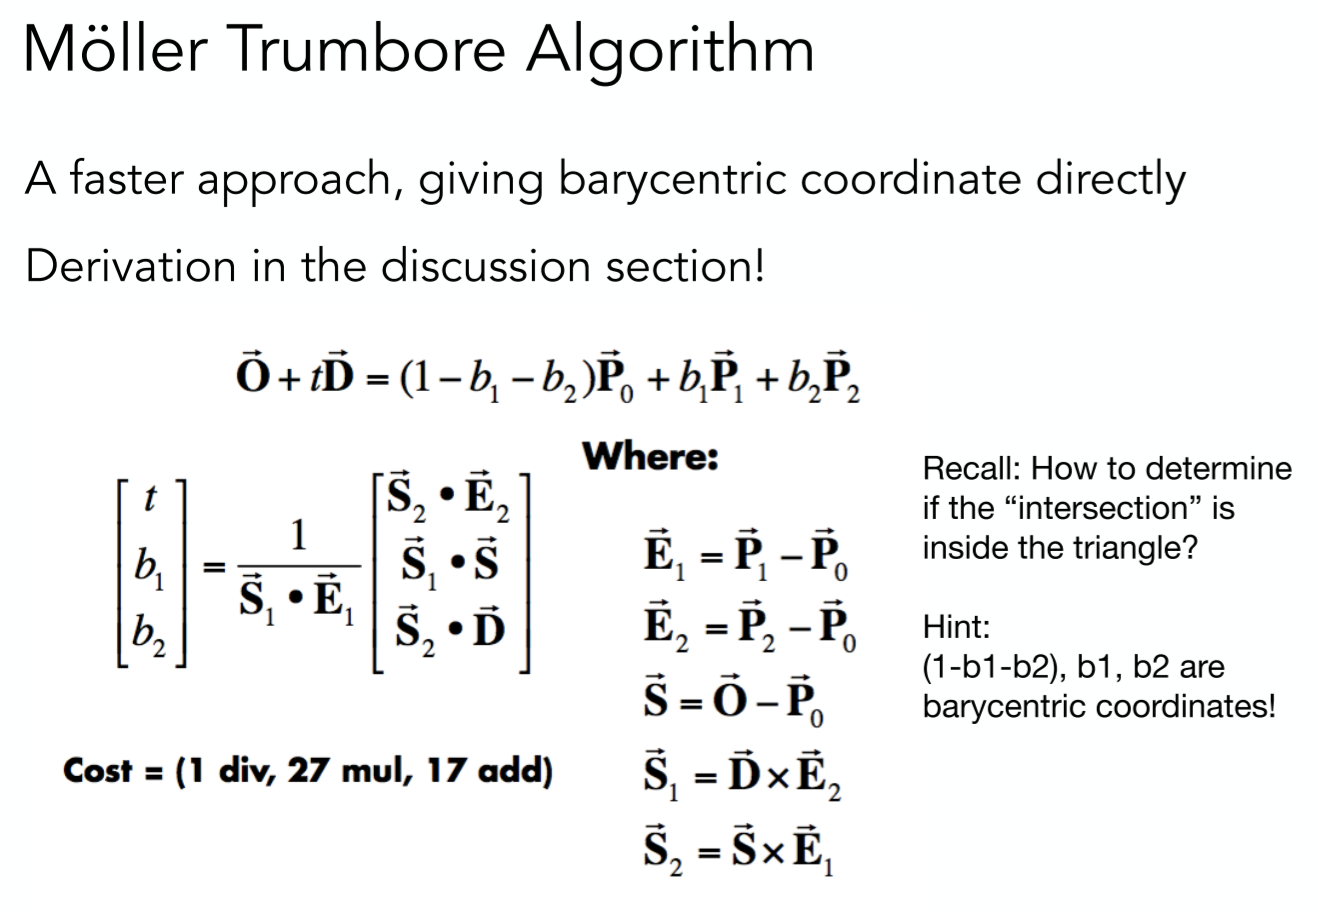 Möller Trumbore Algorithm
A faster approach, giving barycentric coordinate directly
Derivation in the discussion section!
$\vec{\mathbf{O}} + t\vec{\mathbf{D}} = (1 - b_1 - b_2)\vec{\mathbf{P}}_0 + b_1\vec{\mathbf{P}}_1 + b_2\vec{\mathbf{P}}_2$
$\begin{bmatrix} t \\ b_1 \\ b_2 \end{bmatrix} = \frac{1}{\vec{\mathbf{S}}_1 \bullet \vec{\mathbf{E}}_1} \begin{bmatrix} \vec{\mathbf{S}}_2 \bullet \vec{\mathbf{E}}_2 \\ \vec{\mathbf{S}}_1 \bullet \vec{\mathbf{S}} \\ \vec{\mathbf{S}}_2 \bullet \vec{\mathbf{D}} \end{bmatrix}$
Cost = (1 div, 27 mul, 17 add)
Where:
$\vec{\mathbf{E}}_1 = \vec{\mathbf{P}}_1 - \vec{\mathbf{P}}_0$
$\vec{\mathbf{E}}_2 = \vec{\mathbf{P}}_2 - \vec{\mathbf{P}}_0$
$\vec{\mathbf{S}} = \vec{\mathbf{O}} - \vec{\mathbf{P}}_0$
$\vec{\mathbf{S}}_1 = \vec{\mathbf{D}} \times \vec{\mathbf{E}}_2$
$\vec{\mathbf{S}}_2 = \vec{\mathbf{S}} \times \vec{\mathbf{E}}_1$
Recall: How to determine
if the “intersection” is
inside the triangle?
Hint:
(1-b1-b2), b1, b2 are
barycentric coordinates!